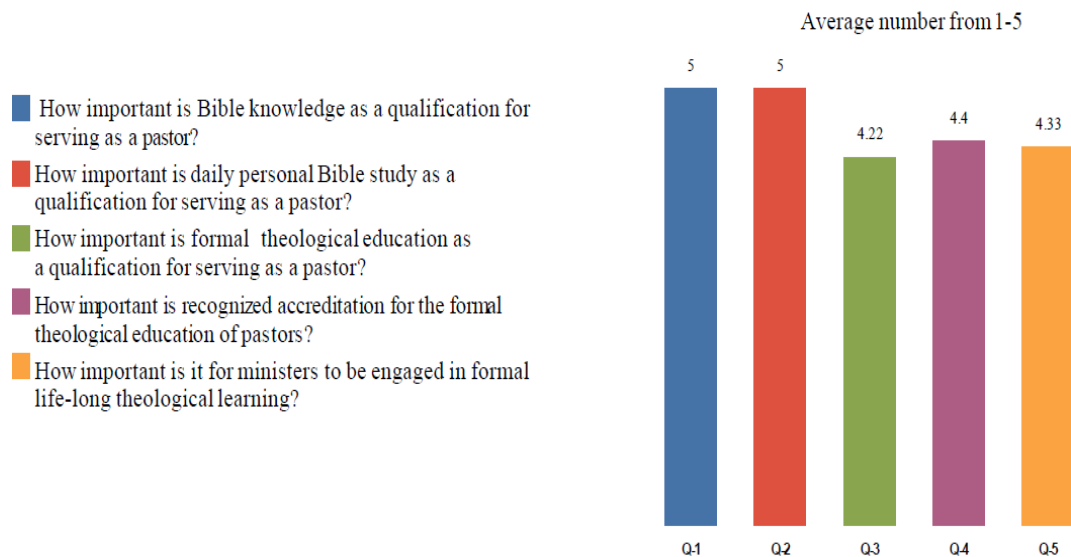 Average number from 1-5
How important is Bible knowledge as a qualification for
serving as a pastor?
How important is daily personal Bible study as a
qualification for serving as a pastor?
How important is formal theological education as
a qualification for serving as a pastor?
How important is recognized accreditation for the formal
theological education of pastors?
How important is it for ministers to be engaged in formal
life-long theological learning?
5
5
4.22
4.4
4.33
Q-1
Q-2
Q-3
Q-4
Q-5